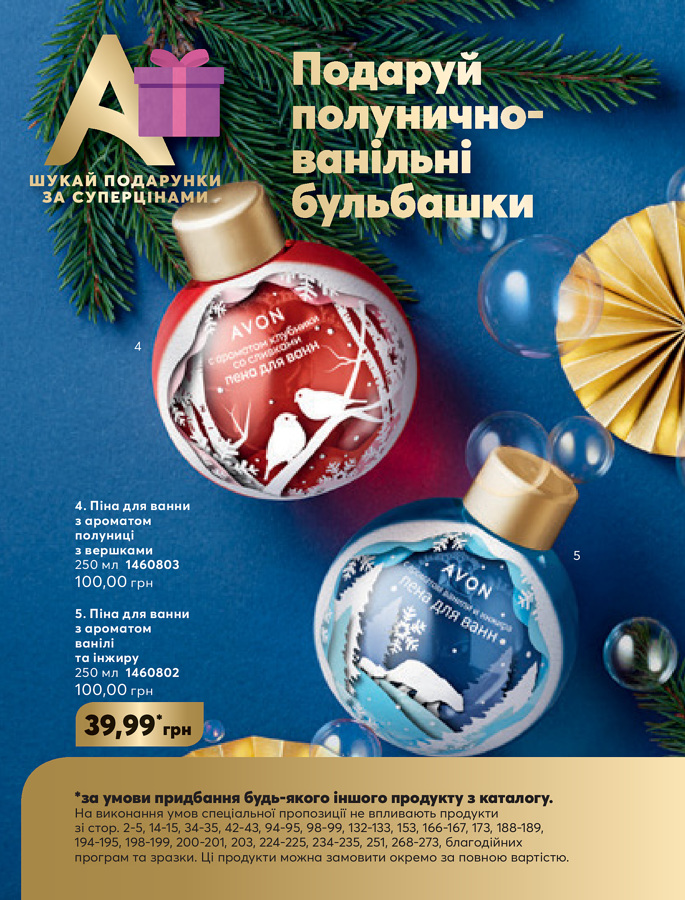 А
ШУКАЙ ПОДАРУНКИ
ЗА СУПЕРЦІНАМИ
Подаруй
полунично-
ванільні
бульбашки
4
AVON
с ароматом клубники
со сливками
пена для ванн
4. Піна для ванни
з ароматом
полуниці
з вершками
250 мл 1460803
100,00 грн
5
AVON
с ароматом ванили и инжира
пена для ванн
5. Піна для ванни
з ароматом
ванілі
та інжиру
250 мл 1460802
100,00 грн
39,99* грн
*за умови придбання будь-якого іншого продукту з каталогу.
На виконання умов спеціальної пропозиції не впливають продукти
зі стор. 2-5, 14-15, 34-35, 42-43, 94-95, 98-99, 132-133, 153, 166-167, 173, 188-189,
194-195, 198-199, 200-201, 203, 224-225, 234-235, 251, 268-273, благодійних
програм та зразки. Ці продукти можна замовити окремо за повною вартістю.